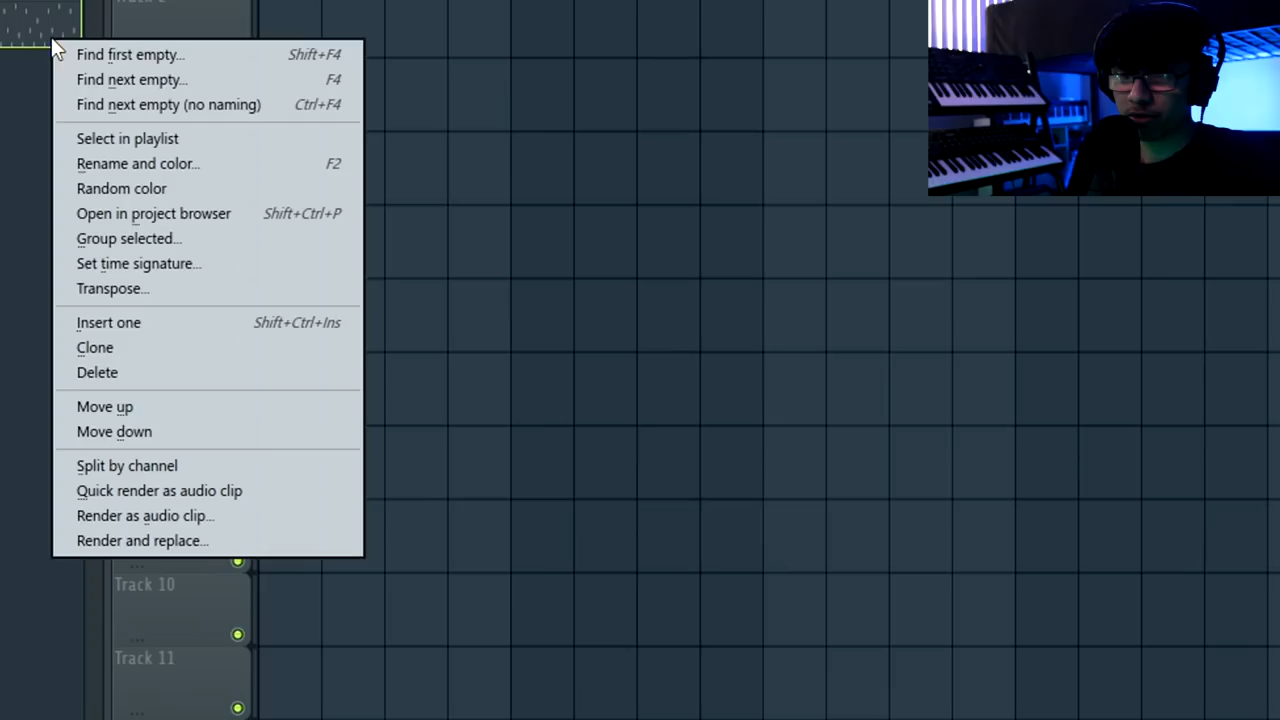 Find first empty... Shift+F4
Find next empty... F4
Find next empty (no naming) Ctrl+F4
Select in playlist
Rename and color... F2
Random color
Open in project browser Shift+Ctrl+P
Group selected...
Set time signature...
Transpose...
Insert one Shift+Ctrl+Ins
Clone
Delete
Move up
Move down
Split by channel
Quick render as audio clip
Render as audio clip...
Render and replace...
Track 10
...
Track 11
...